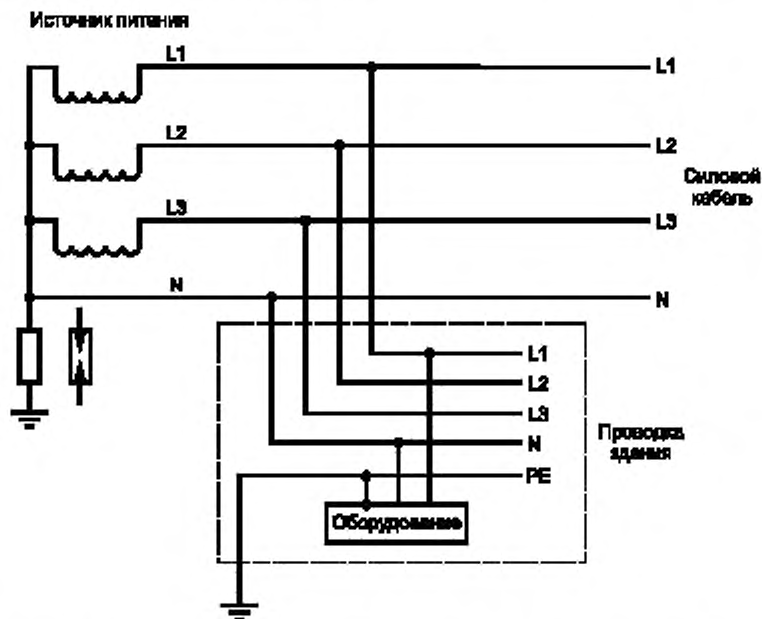 Источник питания
L1
L1
L2
L2
Силовой
кабель
L3
L3
N
N
L1
L2
L3
N
Проводка
здания
PE
Оборудование